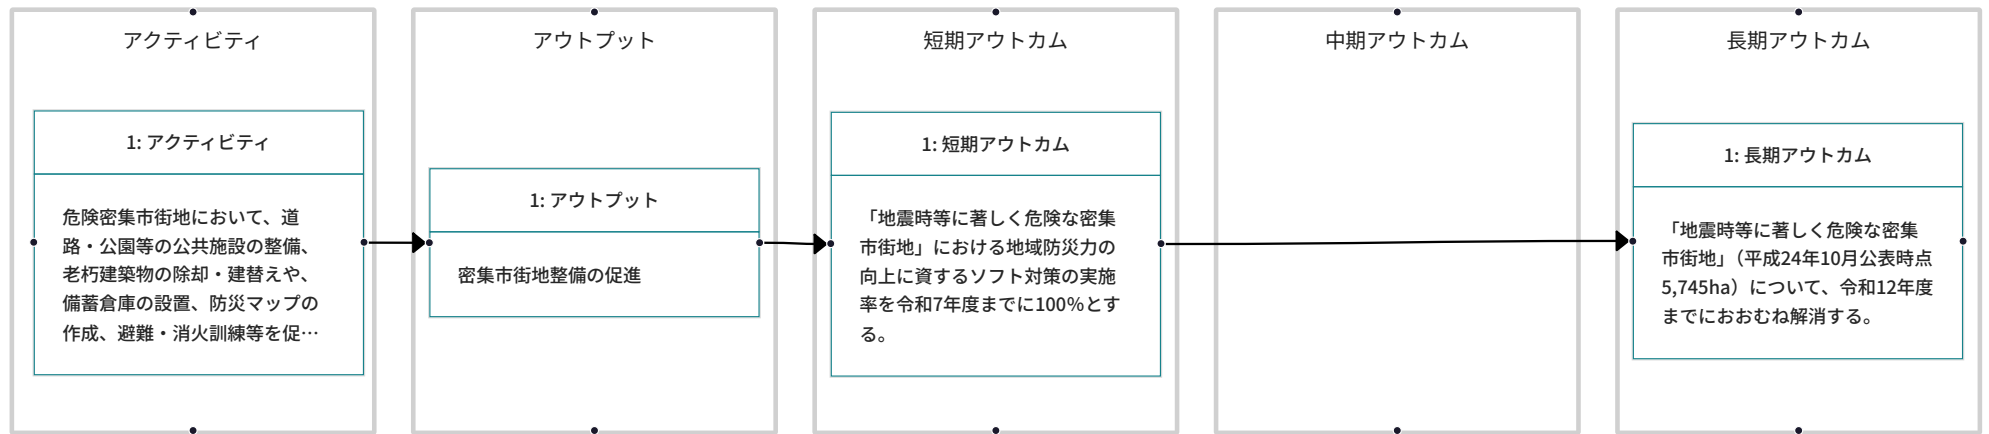 アクティビティ
アウトプット
短期アウトカム
中期アウトカム
長期アウトカム
1: アクティビティ
危険密集市街地において、道
路・公園等の公共施設の整備、
老朽建築物の除却・建替えや、
備蓄倉庫の設置、防災マップの
作成、避難・消火訓練等を促…
1: アウトプット
密集市街地整備の促進
1: 短期アウトカム
「地震時等に著しく危険な密集
市街地」における地域防災力の
向上に資するソフト対策の実施
率を令和7年度までに100%とす
る。
1: 長期アウトカム
「地震時等に著しく危険な密集
市街地」（平成24年10月公表時点
5,745ha）について、令和12年度
までにおおむね解消する。